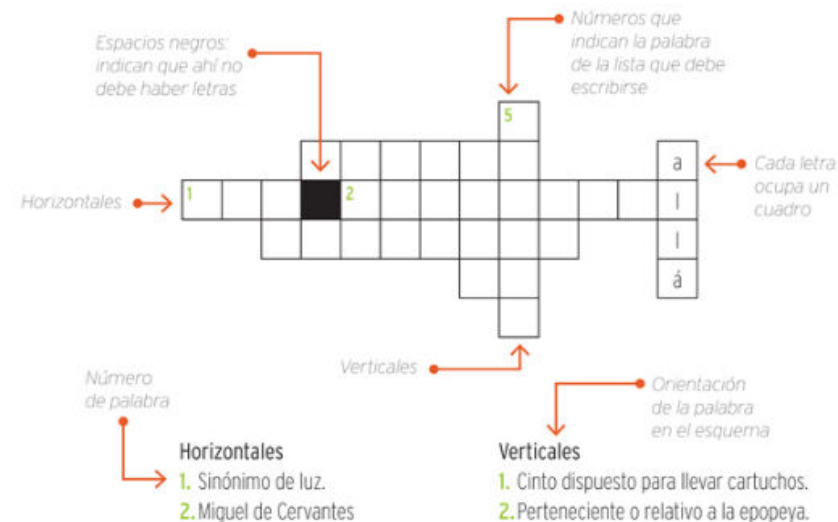 Espacios negros:
indican que ahí no
debe haber letras
Números que
indican la palabra
de la lista que debe
escribirse
5
a
Cada letra
ocupa un
cuadro
Horizontales
1
2
l
l
á
Verticales
Número
de palabra
Orientación
de la palabra
en el esquema
Horizontales
1. Sinónimo de luz.
2. Miguel de Cervantes
Verticales
1. Cinto dispuesto para llevar cartuchos.
2. Perteneciente o relativo a la epopeya.